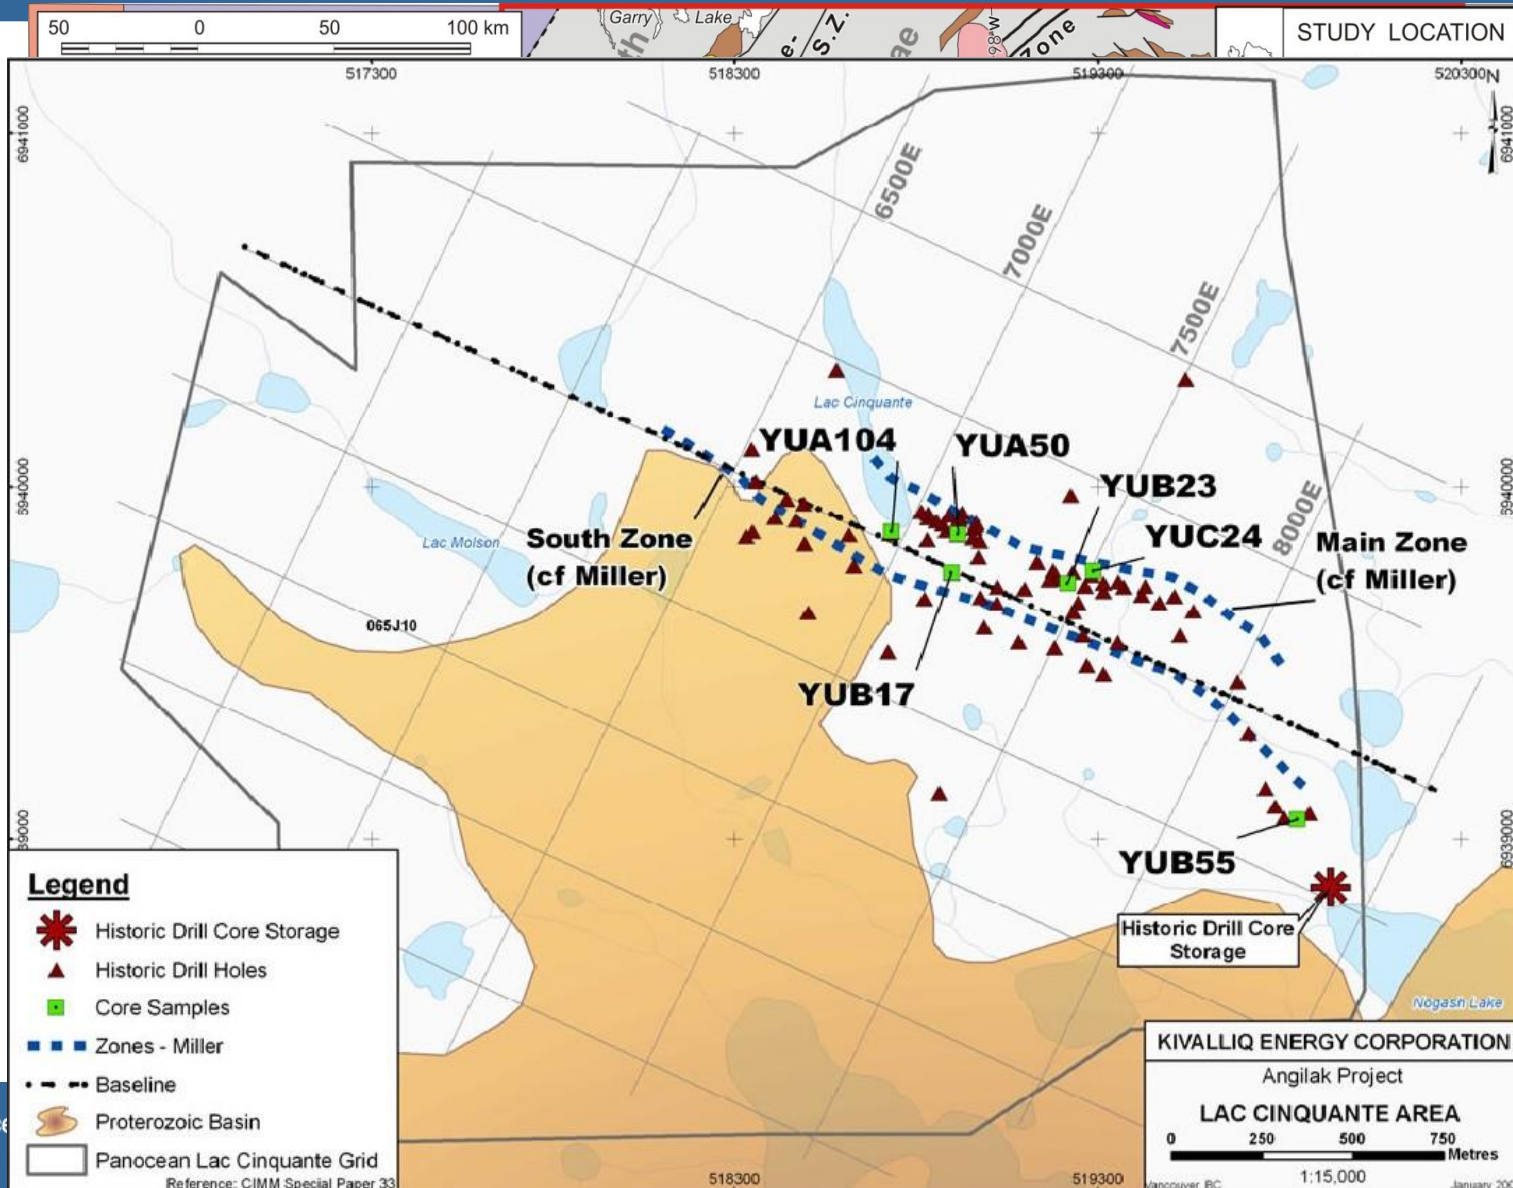 50 0 50 100 km
Garry Lake
S.Z.
Zone
STUDY LOCATION
517300 518300 519300 520300
N
6941000
6941000
6500E
7000E
7500E
Lac Cinquante
YUA104
YUA50
YUB23
6940000
6940000
8000E
South Zone
(cf Miller)
Lac Molson
YUC24
Main Zone
(cf Miller)
065J10
YUB17
39000
6939000
YUB55
Legend
Historic Drill Core Storage
Historic Drill Holes
Core Samples
Zones - Miller
Baseline
Proterozoic Basin
Panocean Lac Cinquante Grid
Reference: CIMM Special Paper 33
Historic Drill Core
Storage
Nogash Lake
KIVALLIQ ENERGY CORPORATION
Angilak Project
LAC CINQUANTE AREA
0 250 500 750
Metres
1:15,000
Vancouver, BC
518300 519300